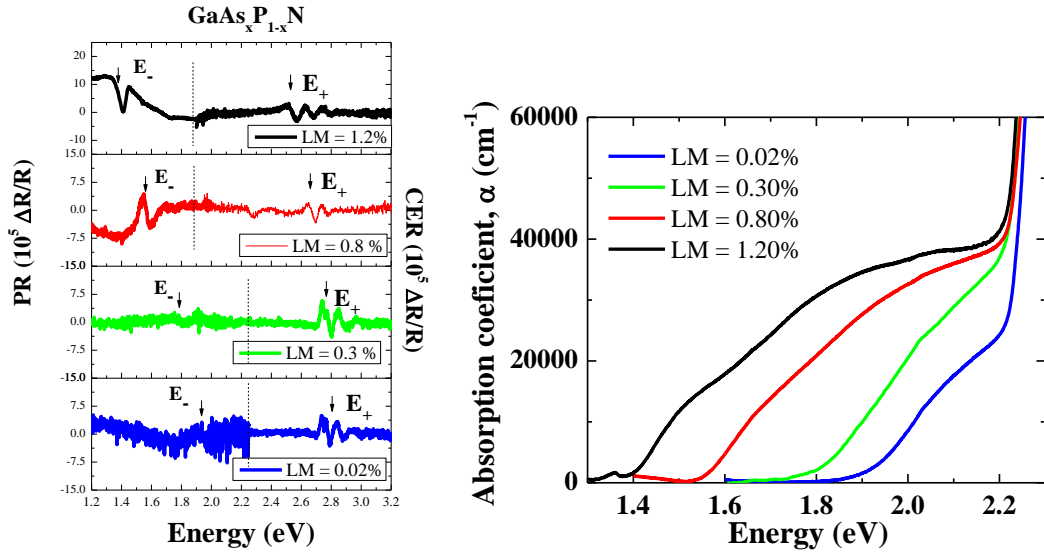 GaAsxP1-xN
20
10
0
-10
E-
E+
LM = 1.2%
15.0
7.5
0.0
-7.5
-15.0
E-
E+
LM = 0.8 %
7.5
0.0
-7.5
-15.0
E-
E+
LM = 0.3 %
7.5
0.0
-7.5
-15.0
E-
E+
LM = 0.02%
1.2 1.4 1.6 1.8 2.0 2.2 2.4 2.6 2.8 3.0 3.2
Energy (eV)
PR (10^5 ΔR/R)
CER (10^5 ΔR/R)
60000
40000
20000
0
LM = 0.02%
LM = 0.30%
LM = 0.80%
LM = 1.20%
1.4 1.6 1.8 2.0 2.2
Energy (eV)
Absorption coeficient, α (cm^-1)